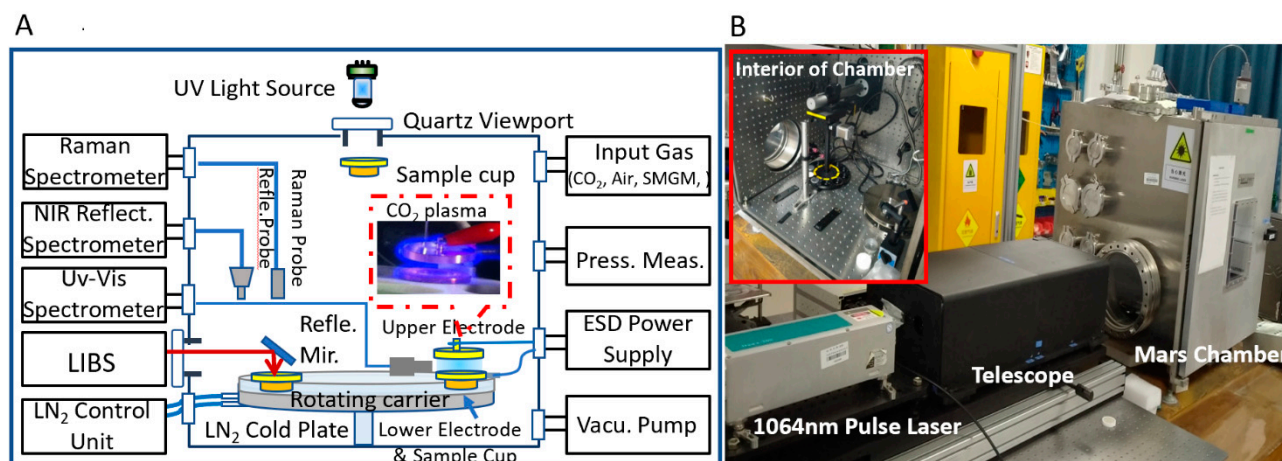 A
B
UV Light Source
Quartz Viewport
Raman
Spectrometer
NIR Reflect.
Spectrometer
Uv-Vis
Spectrometer
LIBS
LN₂ Control
Unit
Refle.Probe
Raman Probe
Sample cup
CO₂ plasma
Refle.
Mir.
Upper Electrode
Rotating carrier
LN₂ Cold Plate
Lower Electrode
& Sample Cup
Input Gas
(CO₂, Air, SMGM, )
Press. Meas.
ESD Power
Supply
Vacu. Pump
Interior of Chamber
Mars Chamber
Telescope
1064nm Pulse Laser